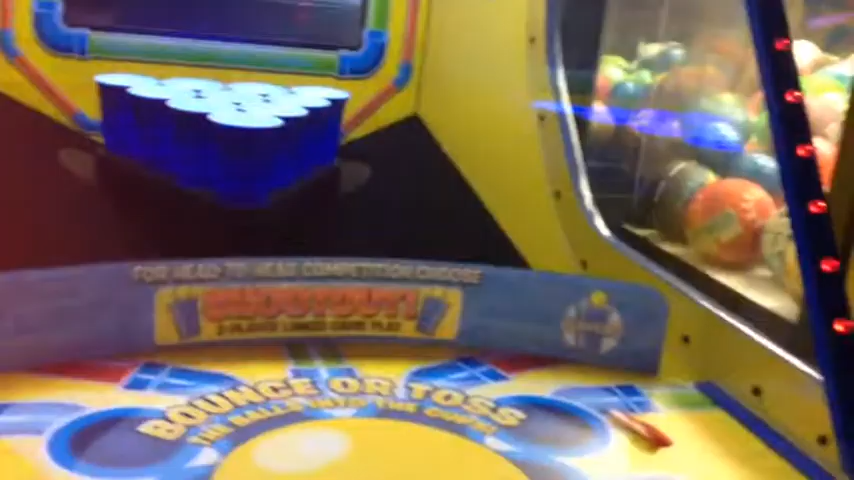 FOR HEAD TO HEAD COMPETITION CHOOSE
SHOOTOUT!
2-PLAYER LINKED GAME PLAY
BOUNCE OR TOSS
THE BALLS INTO THE CUPS!